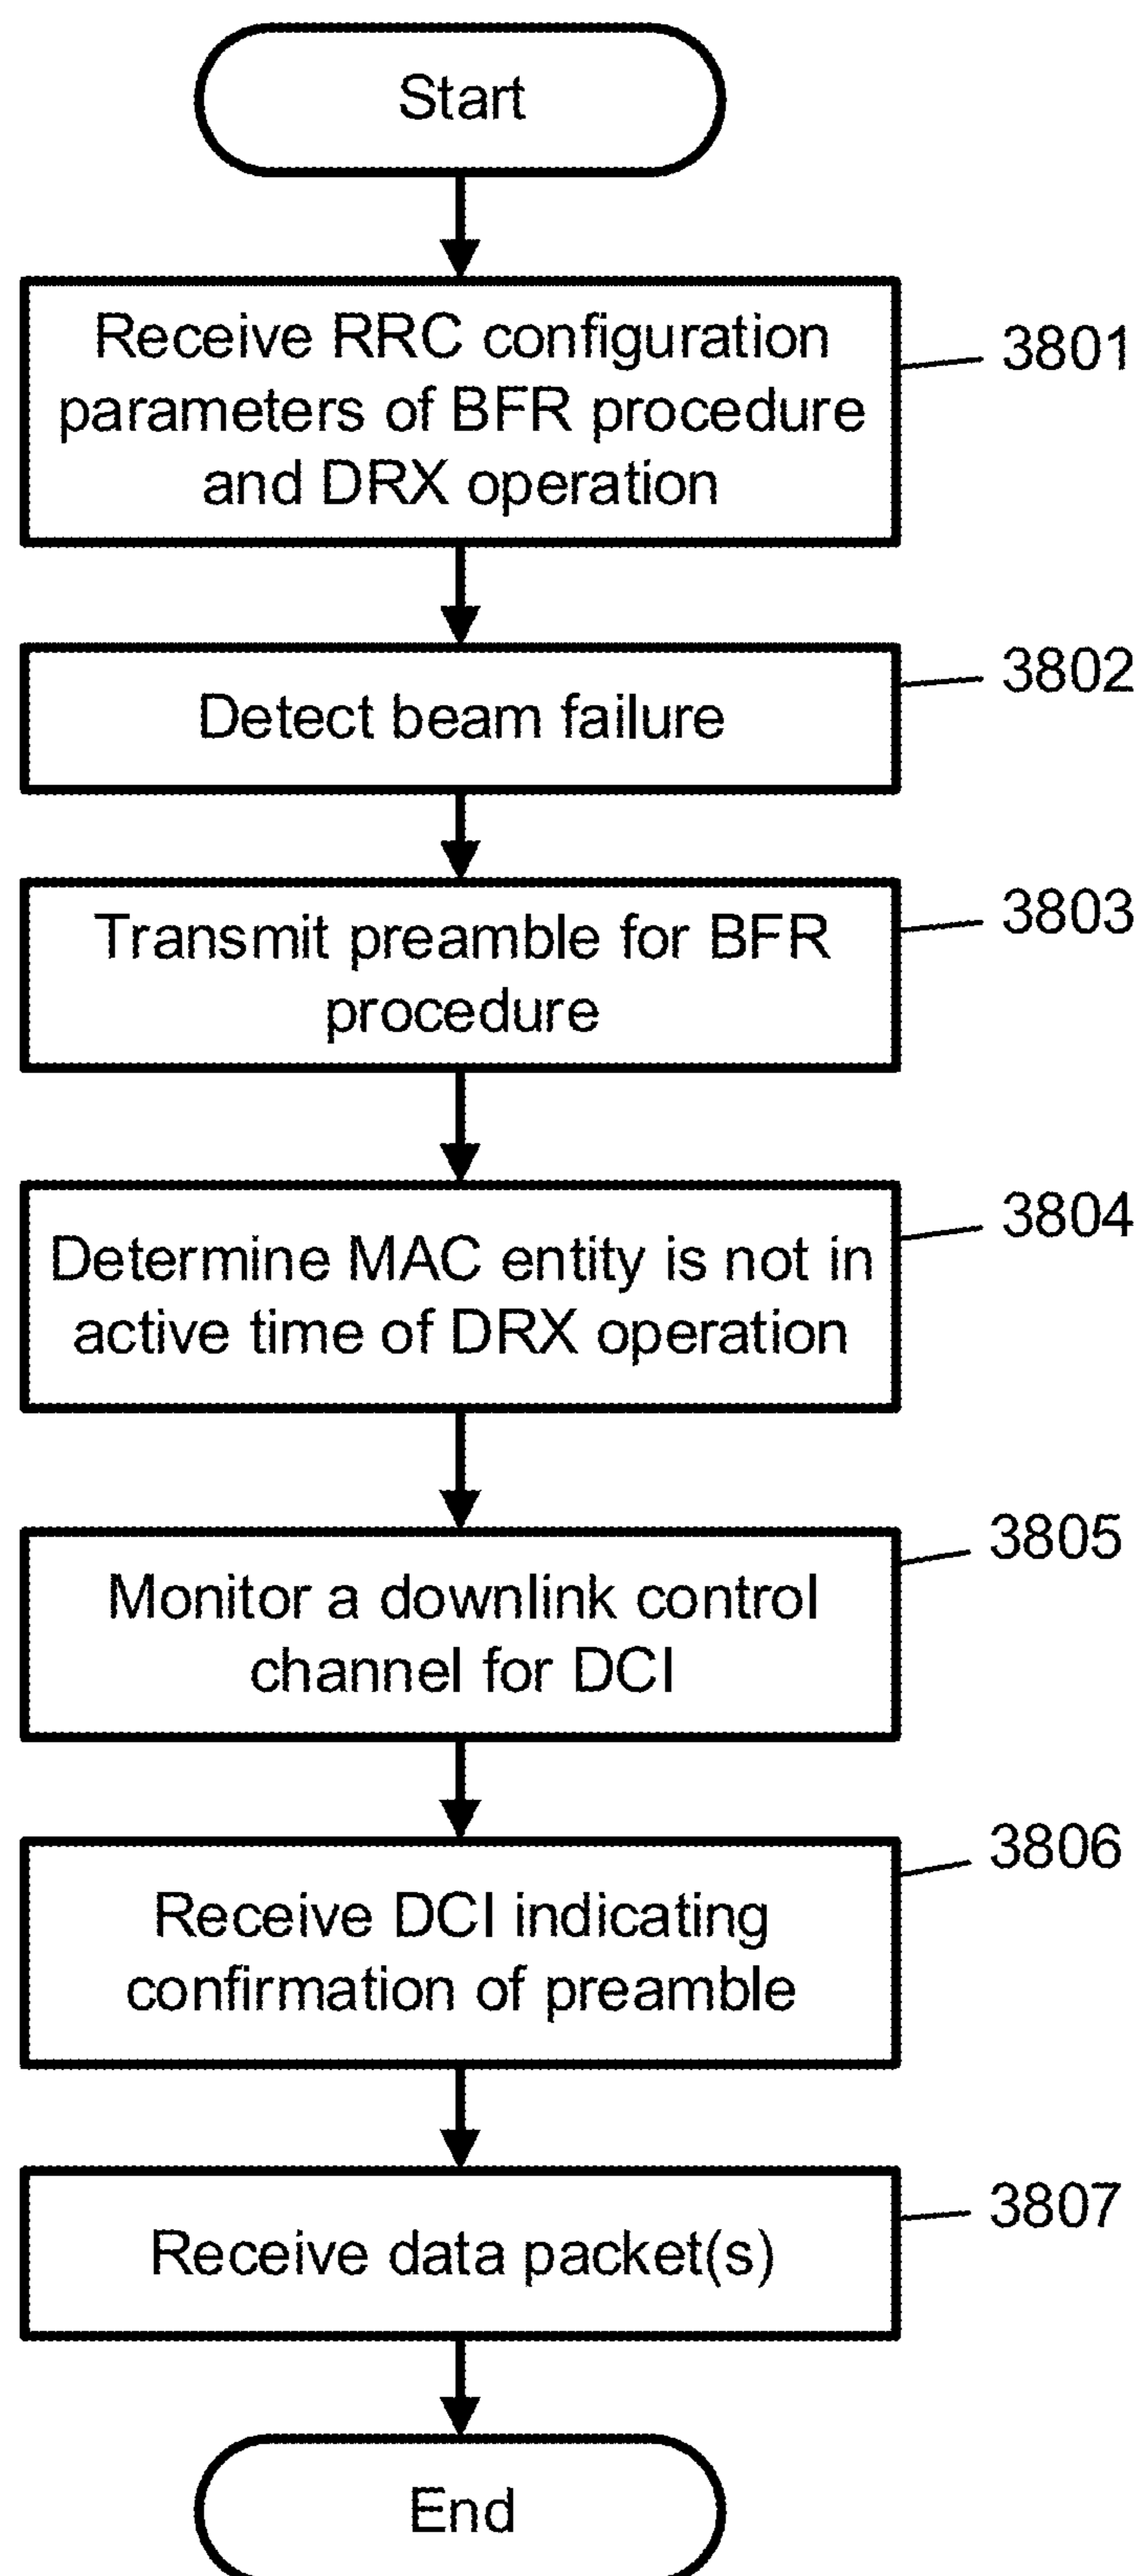 Start
Receive RRC configuration
parameters of BFR procedure
and DRX operation
3801
Detect beam failure
3802
Transmit preamble for BFR
procedure
3803
Determine MAC entity is not in
active time of DRX operation
3804
Monitor a downlink control
channel for DCI
3805
Receive DCI indicating
confirmation of preamble
3806
Receive data packet(s)
3807
End